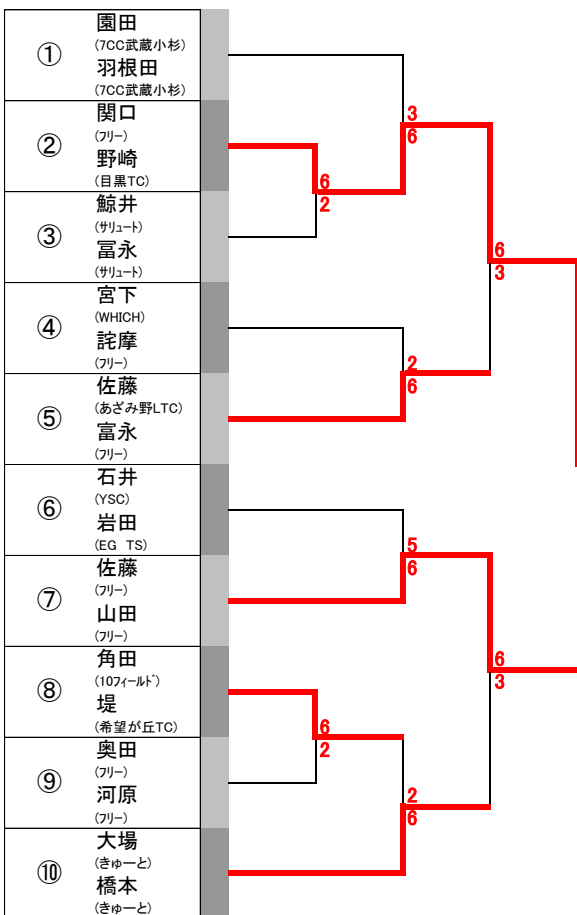 ①
園田
(7CC武蔵小杉)
羽根田
(7CC武蔵小杉)
②
関口
(フリー)
野崎
(目黒TC)
③
鯨井
(サリュート)
冨永
(サリュート)
④
宮下
(WHICH)
詫摩
(フリー)
⑤
佐藤
(あざみ野LTC)
富永
(フリー)
⑥
石井
(YSC)
岩田
(EG TS)
⑦
佐藤
(フリー)
山田
(フリー)
⑧
角田
(10フィールド)
堤
(希望が丘TC)
⑨
奥田
(フリー)
河原
(フリー)
⑩
大場
(きゅーと)
橋本
(きゅーと)
6
2
6
2
3
6
2
6
5
6
2
6
6
3
6
3